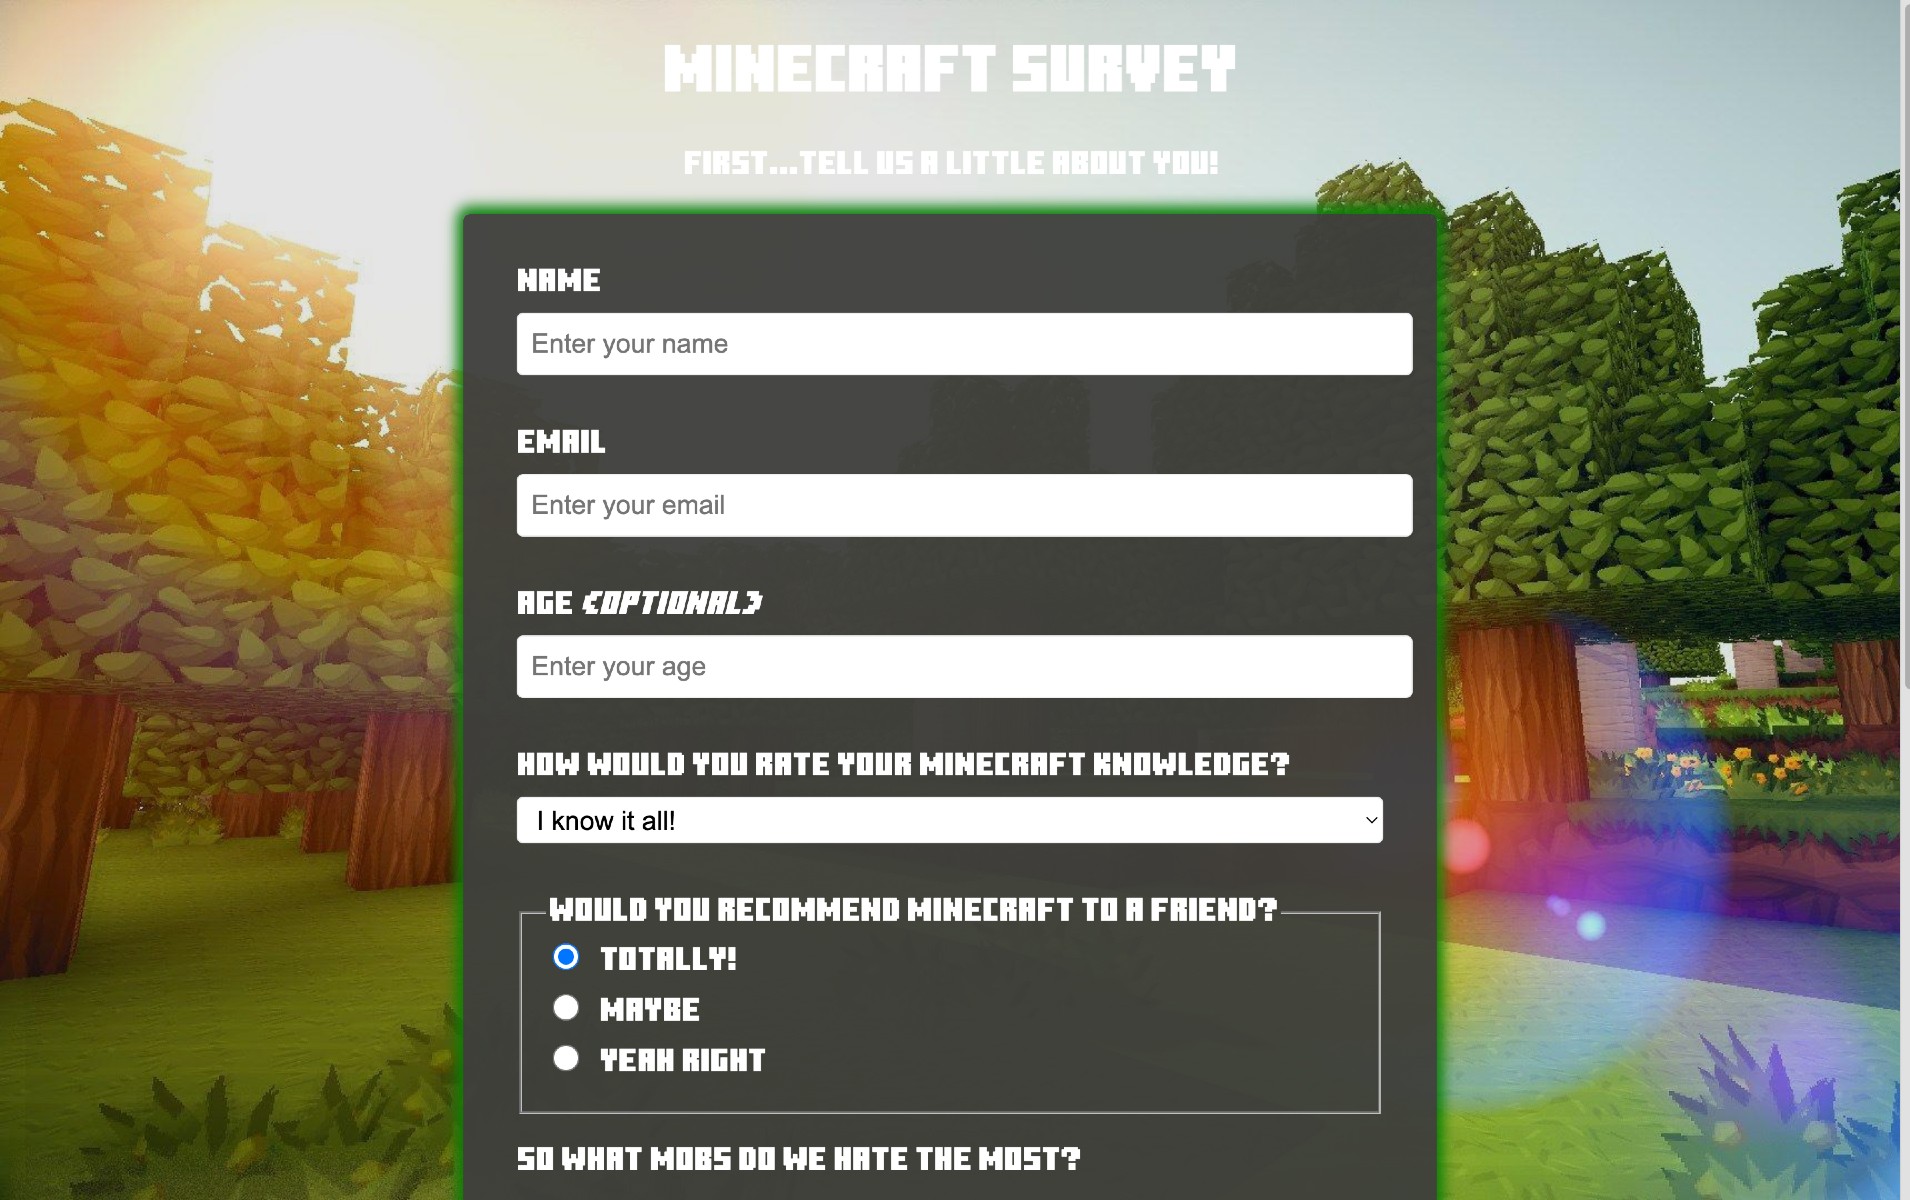 MINECRAFT SURVEY
FIRST...TELL US A LITTLE ABOUT YOU!
NAME
Enter your name
EMAIL
Enter your email
AGE (OPTIONAL)
Enter your age
HOW WOULD YOU RATE YOUR MINECRAFT KNOWLEDGE?
I know it all!
WOULD YOU RECOMMEND MINECRAFT TO A FRIEND?
TOTALLY!
MAYBE
YEAH RIGHT
SO WHAT MOBS DO WE HATE THE MOST?